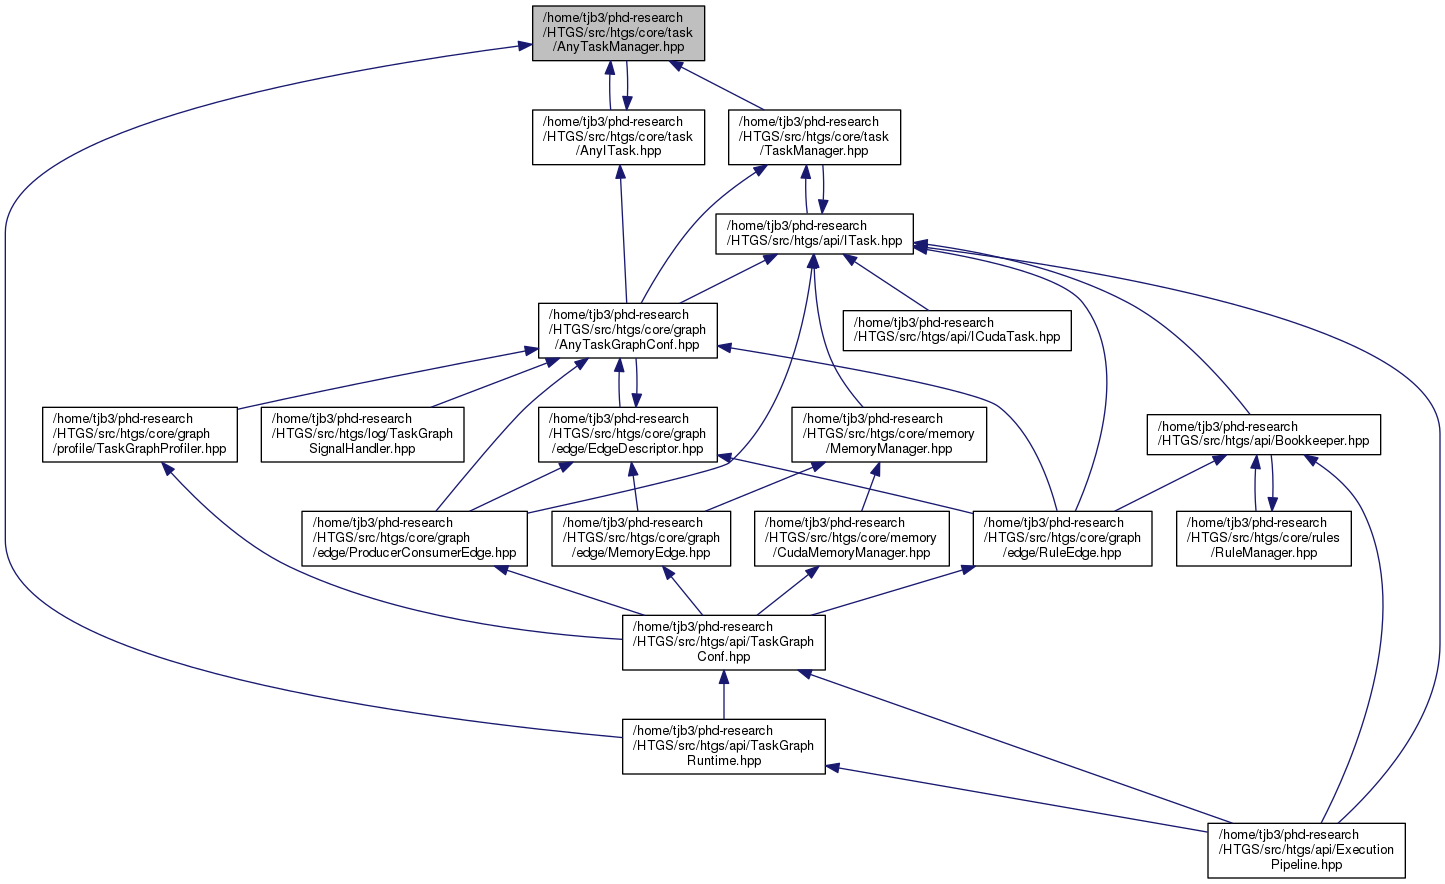 /home/tjb3/phd-research
/HTGS/src/htgs/core/task
/AnyTaskManager.hpp
/home/tjb3/phd-research
/HTGS/src/htgs/core/task
/AnyITask.hpp
/home/tjb3/phd-research
/HTGS/src/htgs/core/task
/TaskManager.hpp
/home/tjb3/phd-research
/HTGS/src/htgs/api/ITask.hpp
/home/tjb3/phd-research
/HTGS/src/htgs/core/graph
/AnyTaskGraphConf.hpp
/home/tjb3/phd-research
/HTGS/src/htgs/api/ICudaTask.hpp
/home/tjb3/phd-research
/HTGS/src/htgs/core/graph
/profile/TaskGraphProfiler.hpp
/home/tjb3/phd-research
/HTGS/src/htgs/log/TaskGraph
SignalHandler.hpp
/home/tjb3/phd-research
/HTGS/src/htgs/core/graph
/edge/EdgeDescriptor.hpp
/home/tjb3/phd-research
/HTGS/src/htgs/core/memory
/MemoryManager.hpp
/home/tjb3/phd-research
/HTGS/src/htgs/api/Bookkeeper.hpp
/home/tjb3/phd-research
/HTGS/src/htgs/core/graph
/edge/ProducerConsumerEdge.hpp
/home/tjb3/phd-research
/HTGS/src/htgs/core/graph
/edge/MemoryEdge.hpp
/home/tjb3/phd-research
/HTGS/src/htgs/core/memory
/CudaMemoryManager.hpp
/home/tjb3/phd-research
/HTGS/src/htgs/core/graph
/edge/RuleEdge.hpp
/home/tjb3/phd-research
/HTGS/src/htgs/core/rules
/RuleManager.hpp
/home/tjb3/phd-research
/HTGS/src/htgs/api/TaskGraph
Conf.hpp
/home/tjb3/phd-research
/HTGS/src/htgs/api/TaskGraph
Runtime.hpp
/home/tjb3/phd-research
/HTGS/src/htgs/api/Execution
Pipeline.hpp